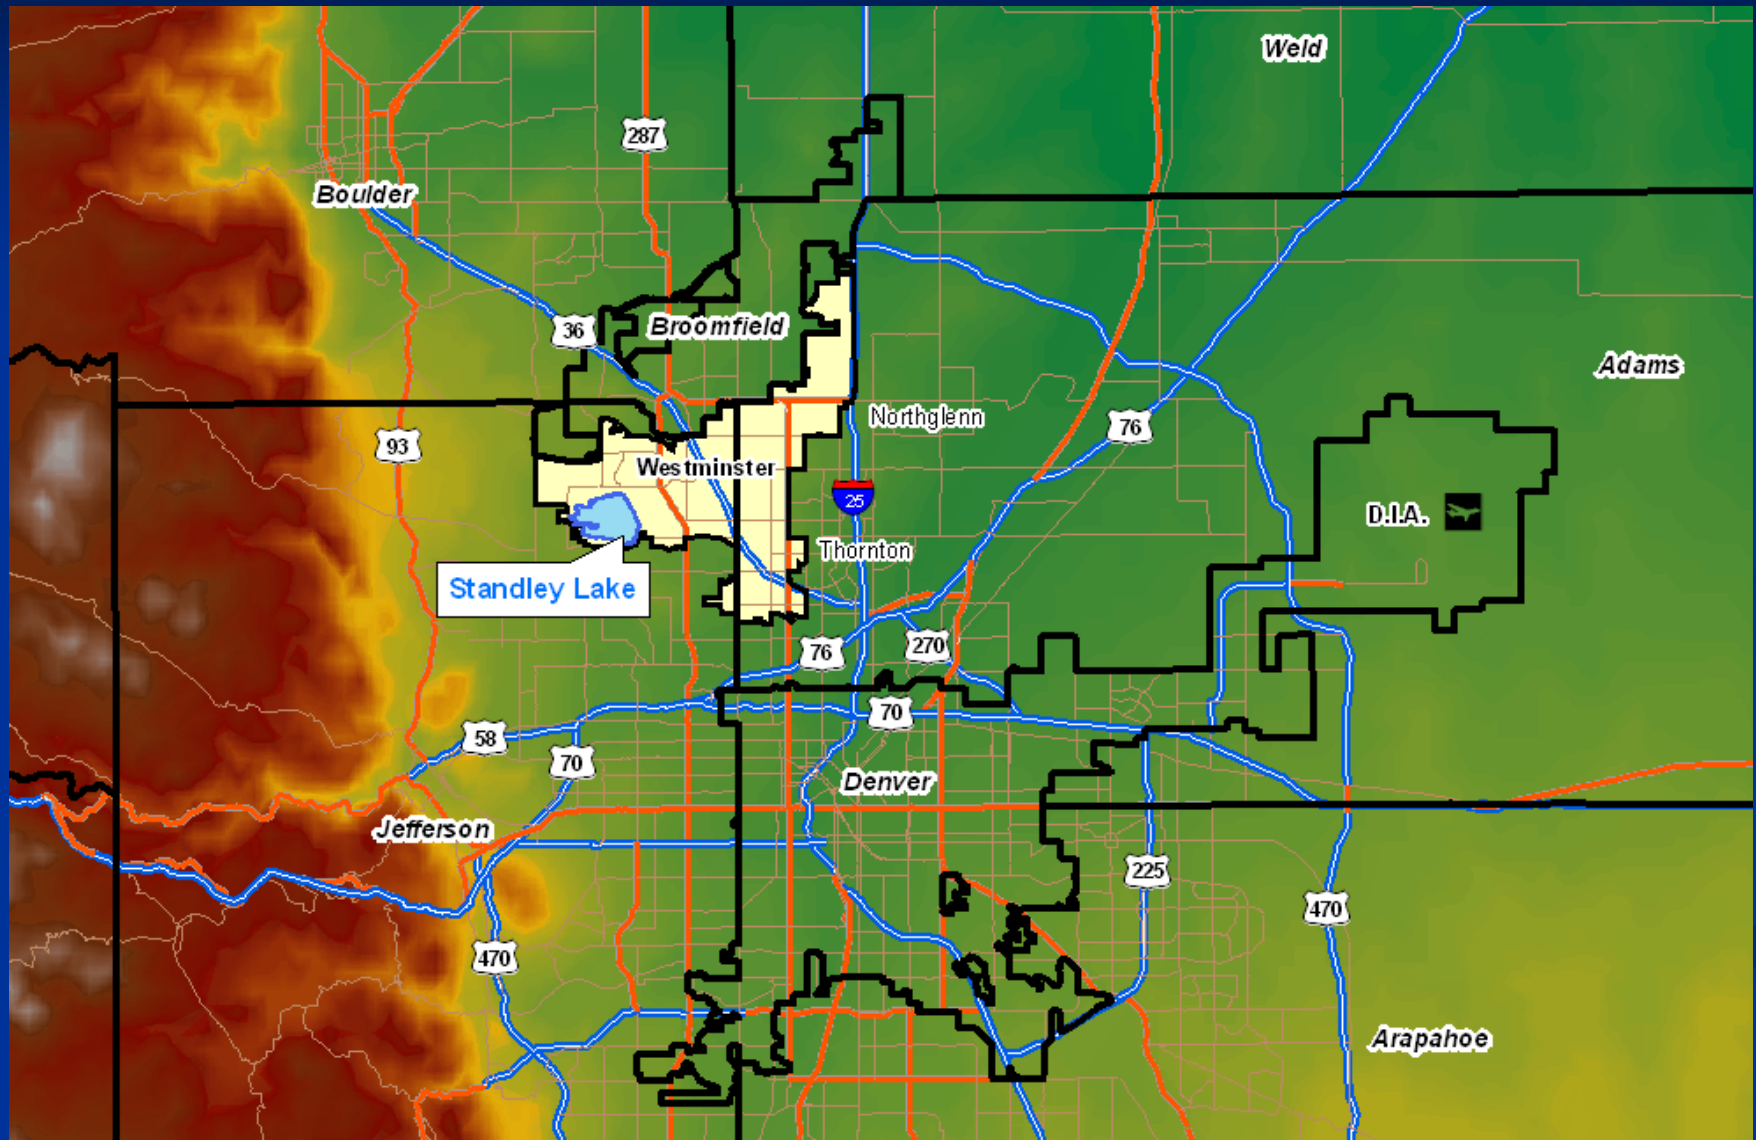 Weld
287
Boulder
36
Broomfield
Adams
Northglenn
76
93
Westminster
25
D.I.A.
Thornton
Standley Lake
76
270
70
58
70
Denver
Jefferson
225
470
470
Arapahoe